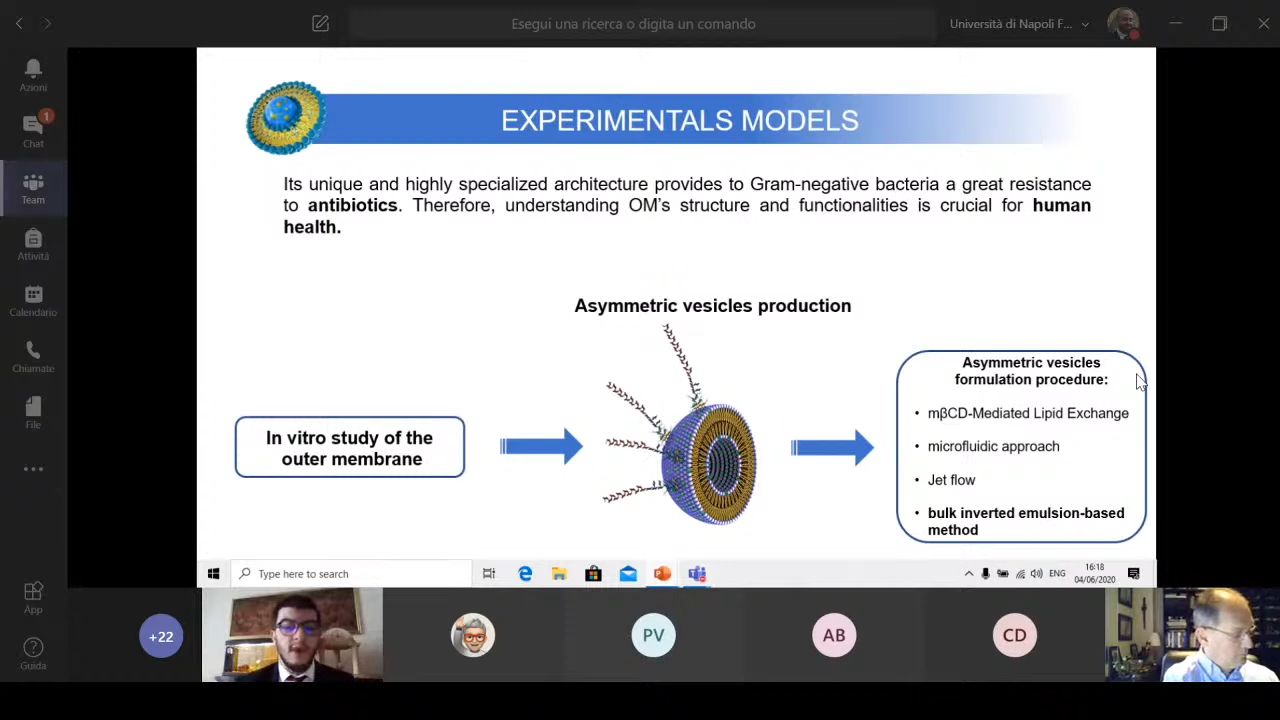 Esegui una ricerca o digita un comando
Università di Napoli F...
Azioni
1
Chat
Team
Attività
Calendario
Chiamate
File
App
Guida
EXPERIMENTALS MODELS
Its unique and highly specialized architecture provides to Gram-negative bacteria a great resistance
to antibiotics. Therefore, understanding OM's structure and functionalities is crucial for human
health.
Asymmetric vesicles production
In vitro study of the
outer membrane
Asymmetric vesicles
formulation procedure:
• mβCD-Mediated Lipid Exchange
• microfluidic approach
• Jet flow
• bulk inverted emulsion-based
method
Type here to search
ENG
16:18
04/06/2020
+22
PV
AB
CD